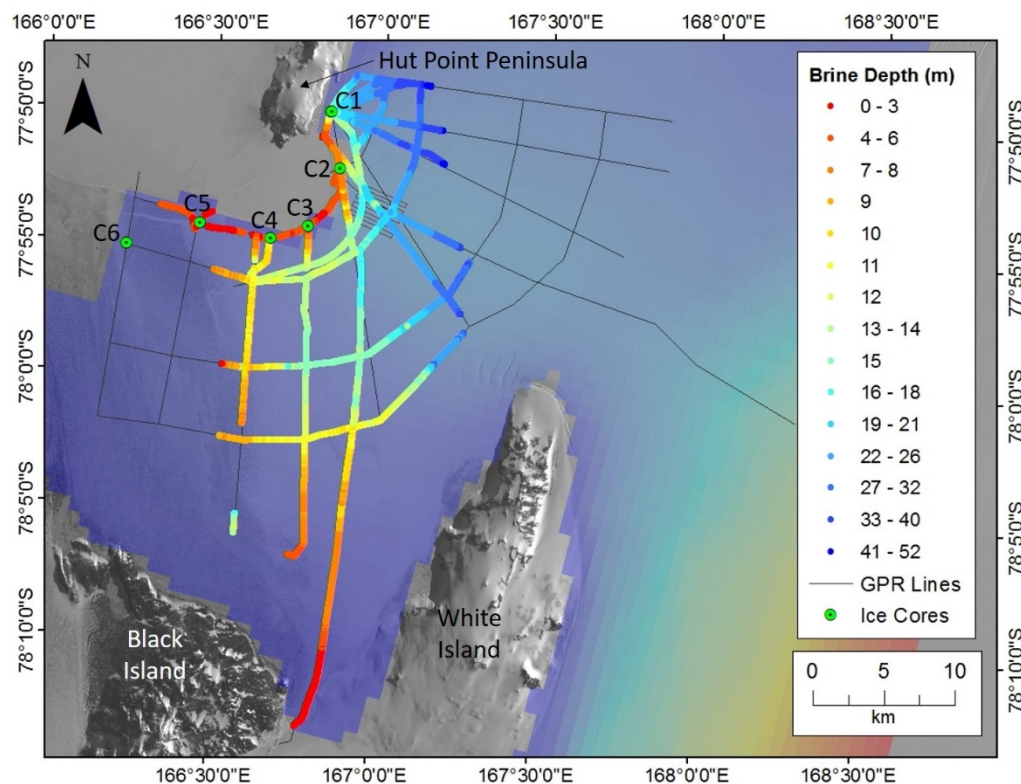 166°0'0"E
166°30'0"E
167°0'0"E
167°30'0"E
168°0'0"E
168°30'0"E
N
Hut Point Peninsula
C1
C2
C3
C4
C5
C6
Black
Island
White
Island
Brine Depth (m)
0 - 3
4 - 6
7 - 8
9
10
11
12
13 - 14
15
16 - 18
19 - 21
22 - 26
27 - 32
33 - 40
41 - 52
GPR Lines
Ice Cores
0 5 10
km
77°50'0"S
77°55'0"S
78°0'0"S
78°5'0"S
78°10'0"S
77°50'0"S
77°55'0"S
78°0'0"S
78°5'0"S
78°10'0"S
166°30'0"E
167°0'0"E
167°30'0"E
168°0'0"E
168°30'0"E